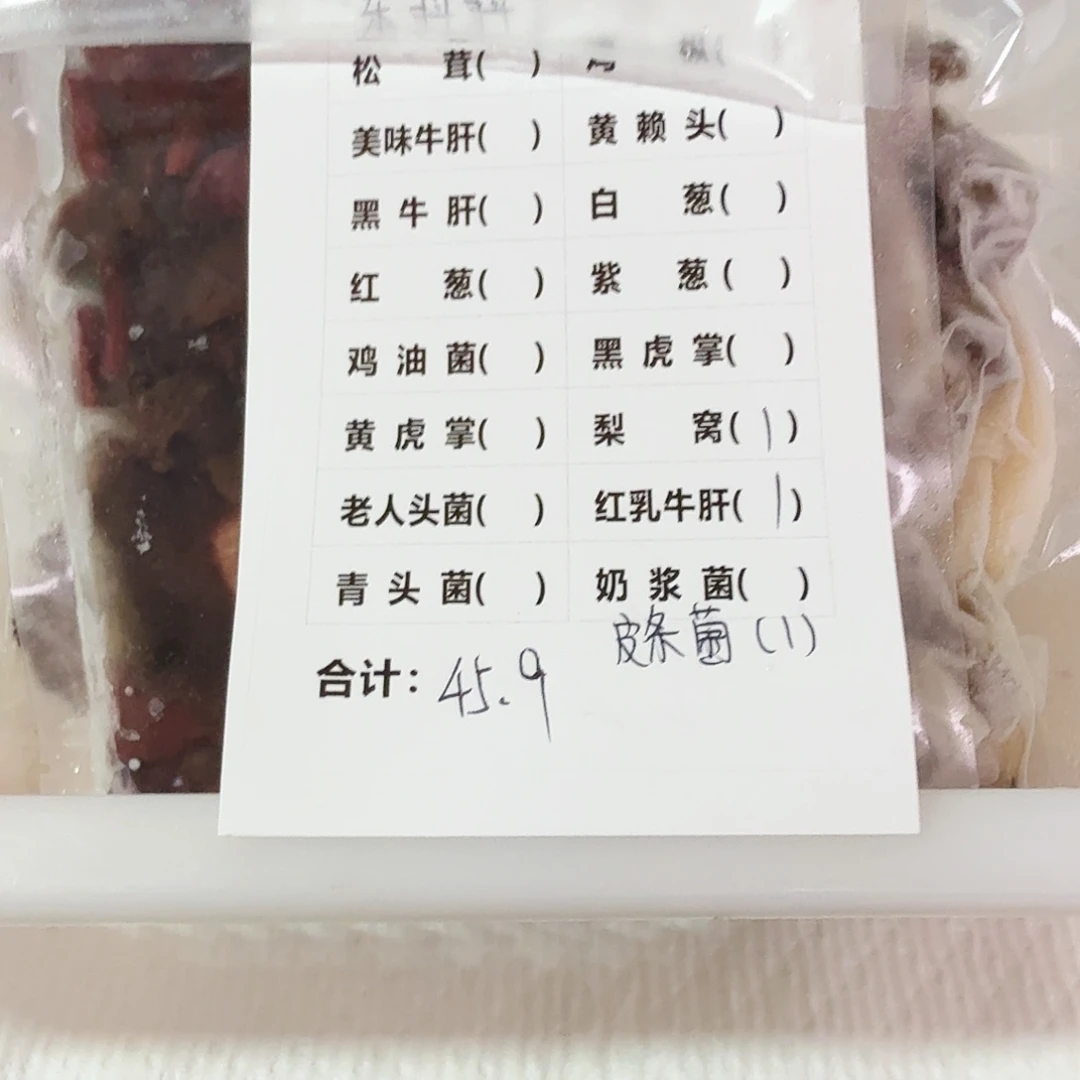 松 茸( )
美味牛肝( ) 黄 赖 头( )
黑 牛 肝( ) 白 葱( )
红 葱( ) 紫 葱( )
鸡 油 菌( ) 黑 虎 掌( )
黄 虎 掌( ) 梨 窝(1)
老人头菌( ) 红乳牛肝(1)
青 头 菌( ) 奶 浆 菌( )
皮条菌(1)
合计：45.9